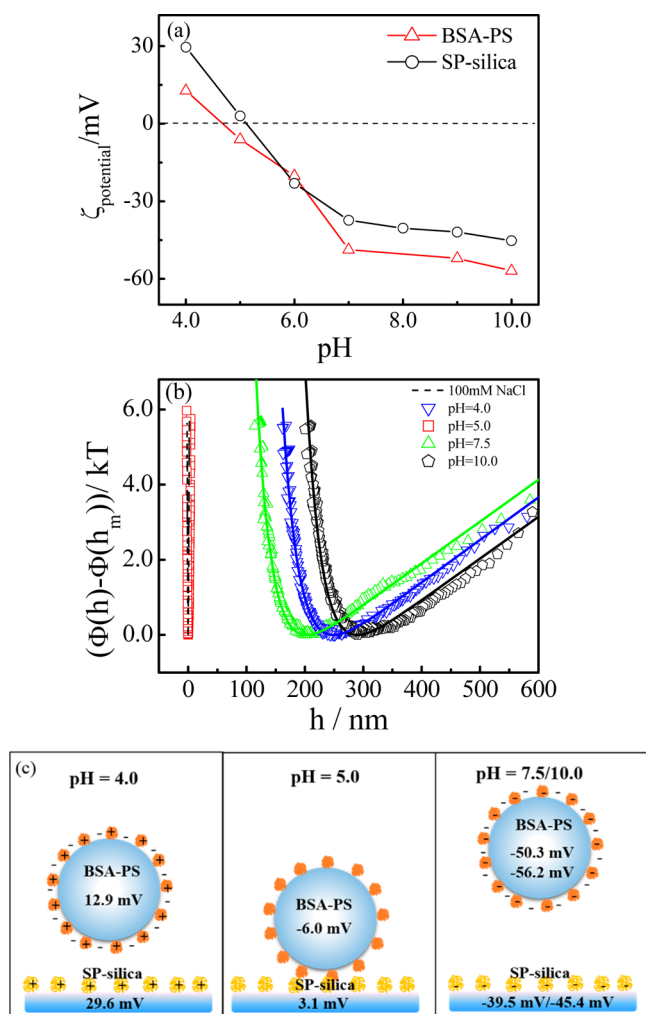 (a)
BSA-PS
SP-silica
30
0
-30
-60
ζpotential/mV
4.0 6.0 8.0 10.0
pH
(b)
100mM NaCl
pH=4.0
pH=5.0
pH=7.5
pH=10.0
6.0
4.0
2.0
0.0
(Φ(h)-Φ(hm))/ kT
0 100 200 300 400 500 600
h / nm
(c)
pH = 4.0
BSA-PS
12.9 mV
SP-silica
29.6 mV
pH = 5.0
BSA-PS
-6.0 mV
SP-silica
3.1 mV
pH = 7.5/10.0
BSA-PS
-50.3 mV
-56.2 mV
SP-silica
-39.5 mV/-45.4 mV